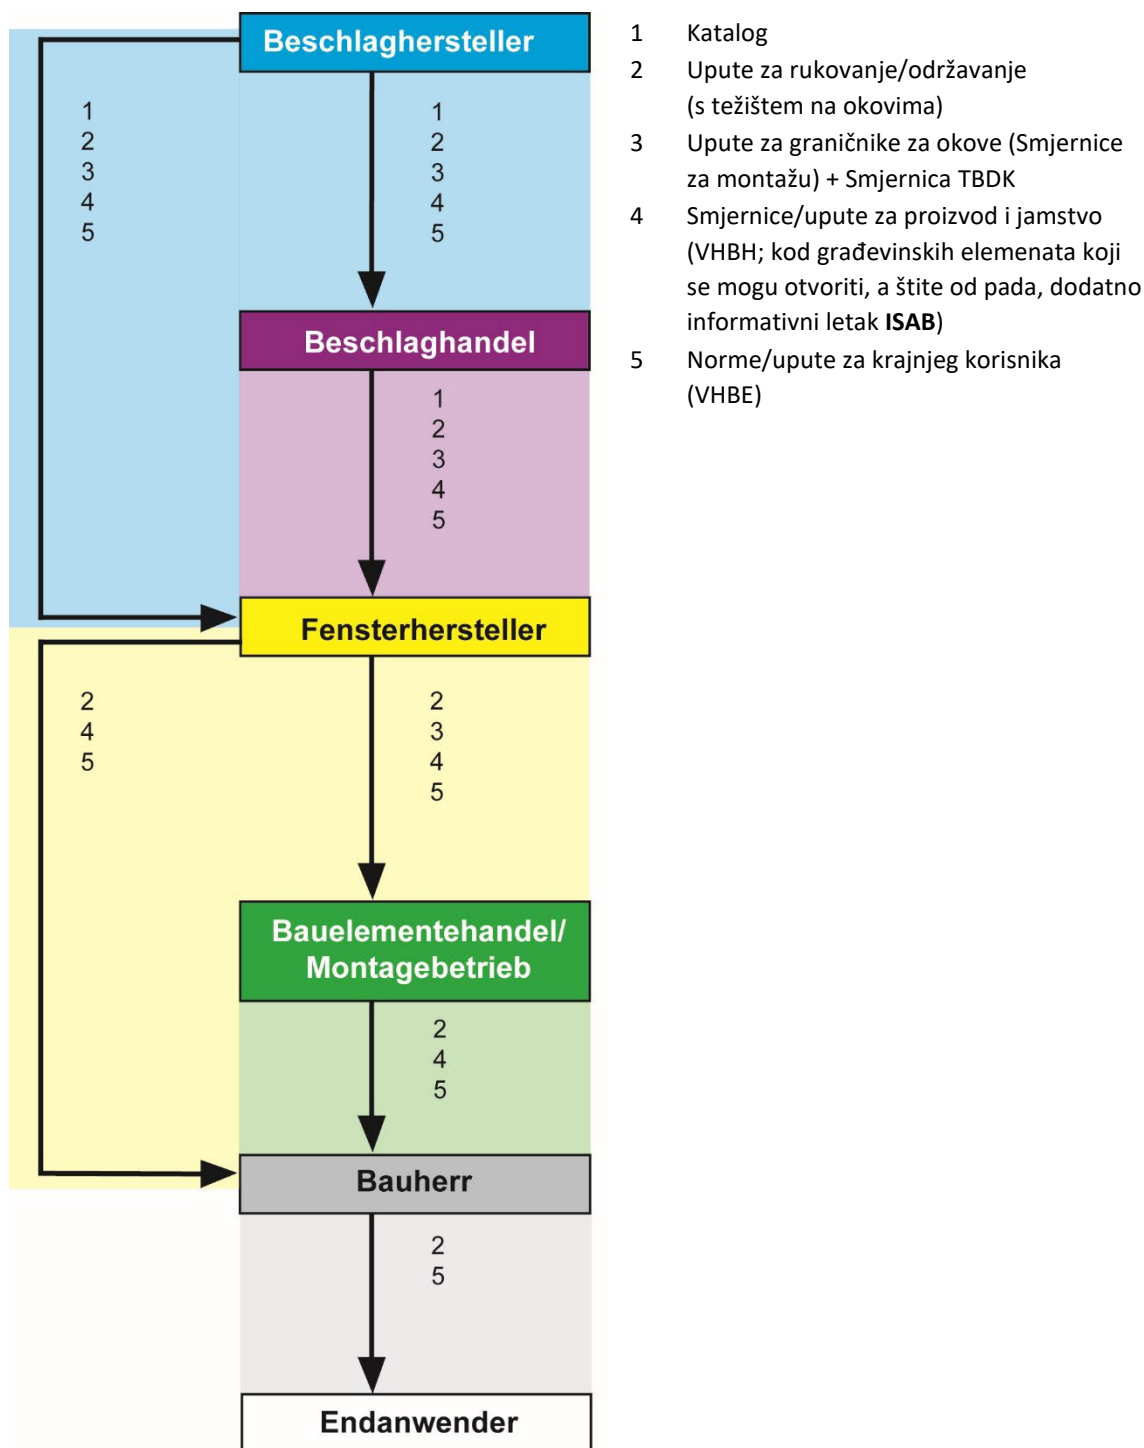 Beschlaghersteller
1
2
3
4
5
1
2
3
4
5
Beschlaghandel
1
2
3
4
5
Fensterhersteller
2
4
5
2
3
4
5
Bauelementehandel/
Montagebetrieb
2
4
5
Bauherr
2
5
Endanwender
1 Katalog
2 Upute za rukovanje/održavanje
(s težištem na okovima)
3 Upute za graničnike za okove (Smjernice
za montažu) + Smjernica TBDK
4 Smjernice/upute za proizvod i jamstvo
(VHBH; kod građevinskih elemenata koji
se mogu otvoriti, a štite od pada, dodatno
informativni letak ISAB)
5 Norme/upute za krajnjeg korisnika
(VHBE)